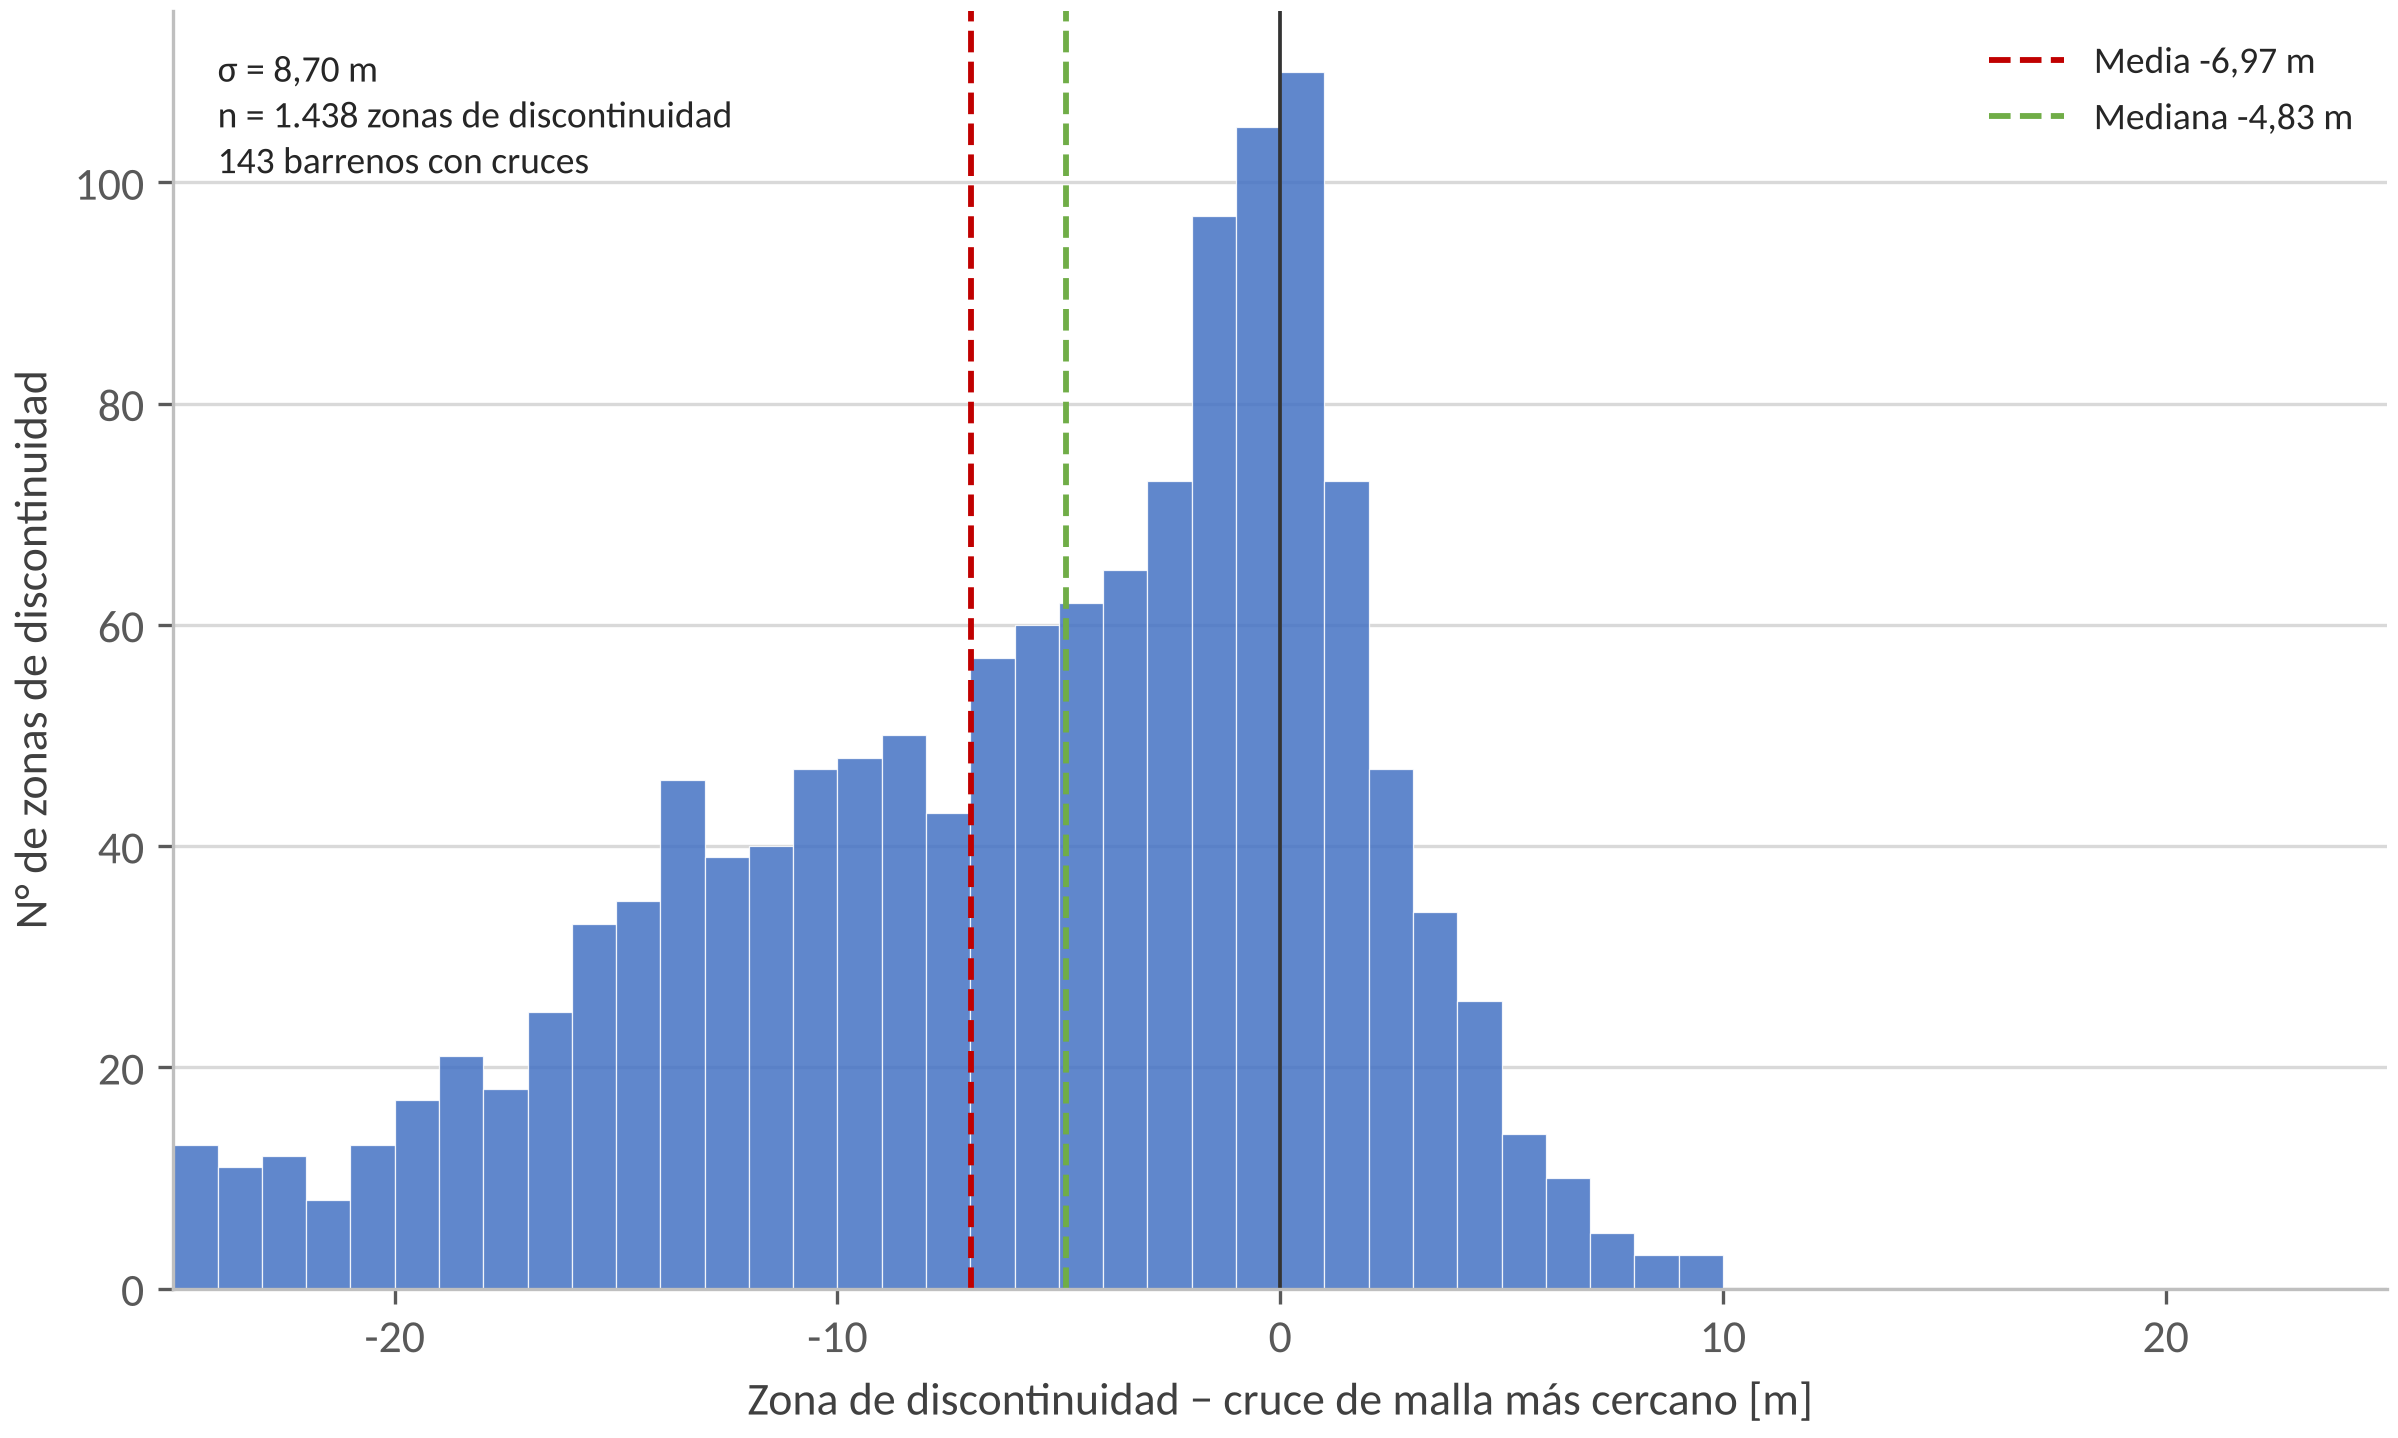 σ = 8,70 m
n = 1.438 zonas de discontinuidad
143 barrenos con cruces
Media -6,97 m
Mediana -4,83 m
N° de zonas de discontinuidad
100
80
60
40
20
0
-20
-10
0
10
20
Zona de discontinuidad – cruce de malla más cercano [m]